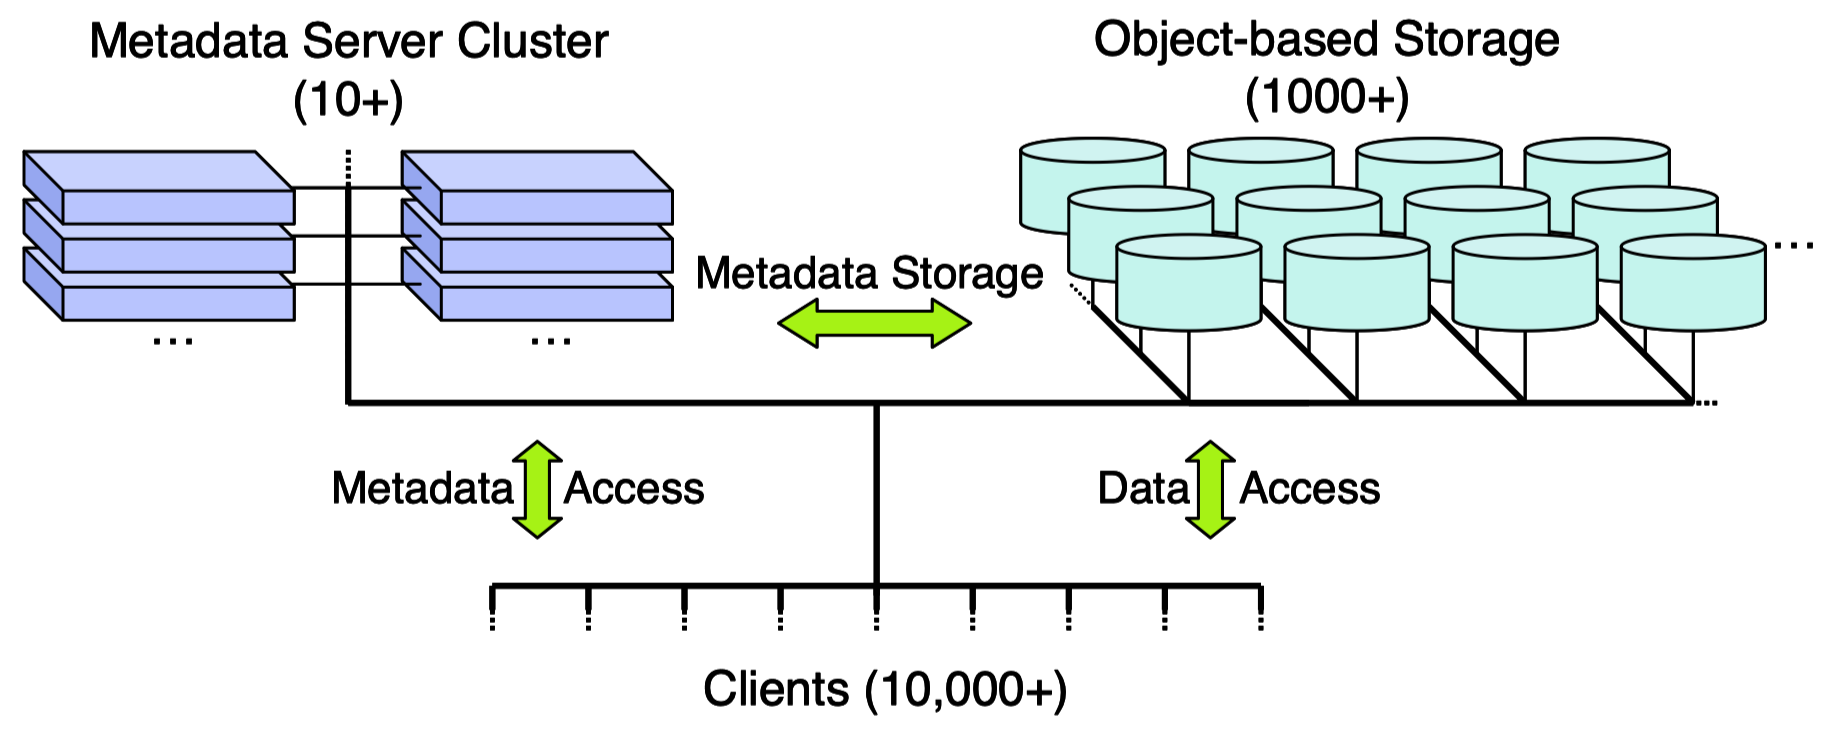 Metadata Server Cluster
(10+)
Object-based Storage
(1000+)
Metadata Storage
...
...
...
...
Metadata Access
Data Access
Clients (10,000+)